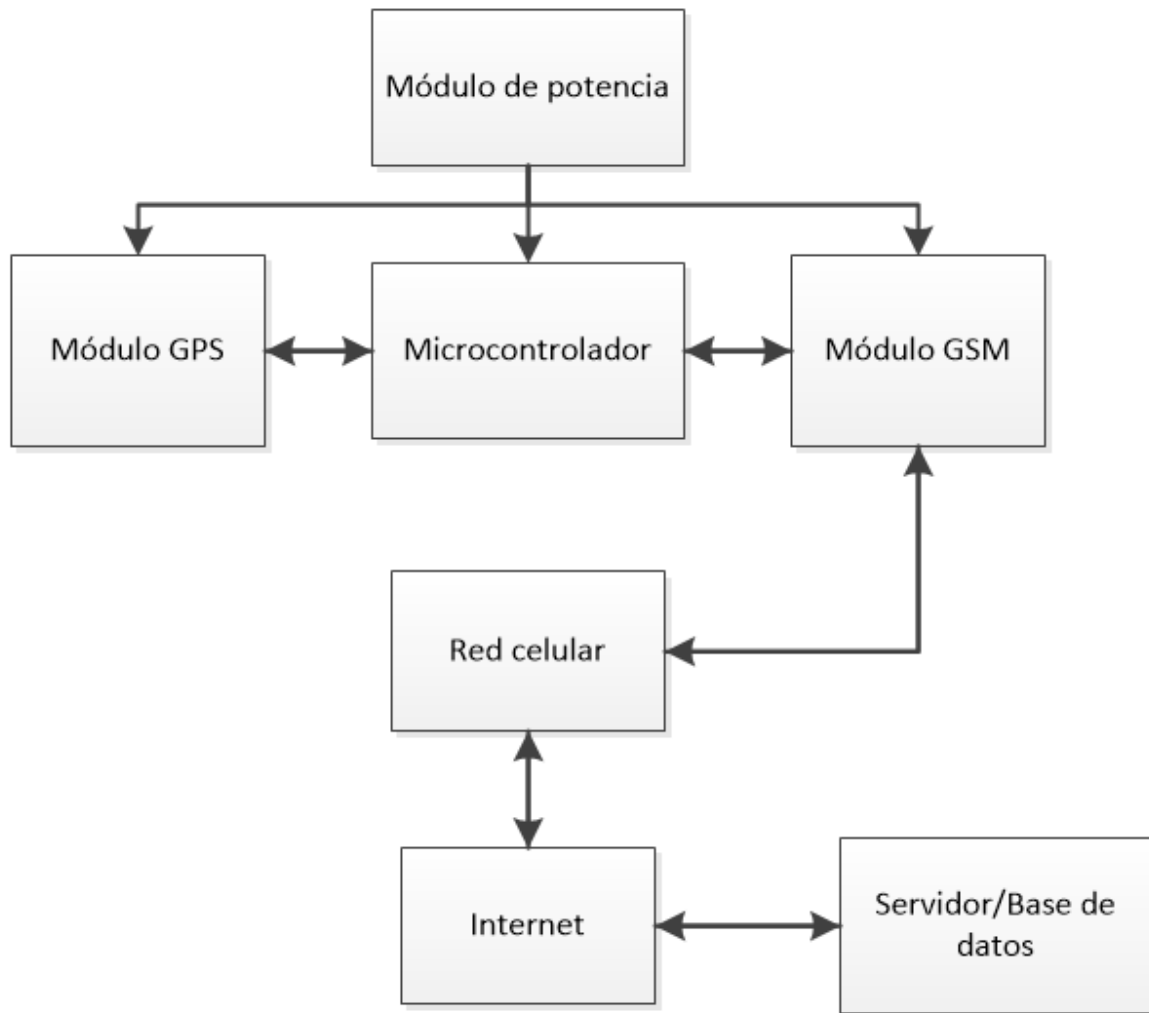 Módulo de potencia
Módulo GPS
Microcontrolador
Módulo GSM
Red celular
Internet
Servidor/Base de
datos